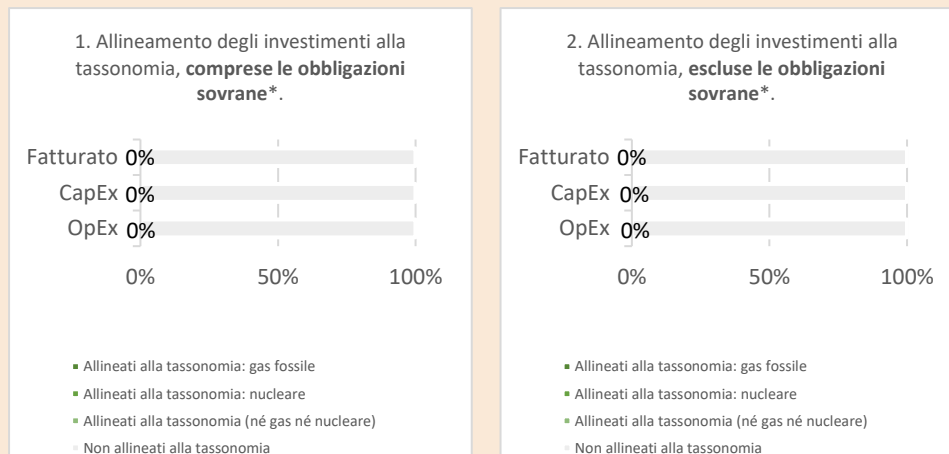 1. Allineamento degli investimenti alla
tassonomia, comprese le obbligazioni
sovrane*.
Fatturato 0%
CapEx 0%
OpEx 0%
0% 50% 100%
Allineati alla tassonomia: gas fossile
Allineati alla tassonomia: nucleare
Allineati alla tassonomia (né gas né nucleare)
Non allineati alla tassonomia
2. Allineamento degli investimenti alla
tassonomia, escluse le obbligazioni
sovrane*.
Fatturato 0%
CapEx 0%
OpEx 0%
0% 50% 100%
Allineati alla tassonomia: gas fossile
Allineati alla tassonomia: nucleare
Allineati alla tassonomia (né gas né nucleare)
Non allineati alla tassonomia